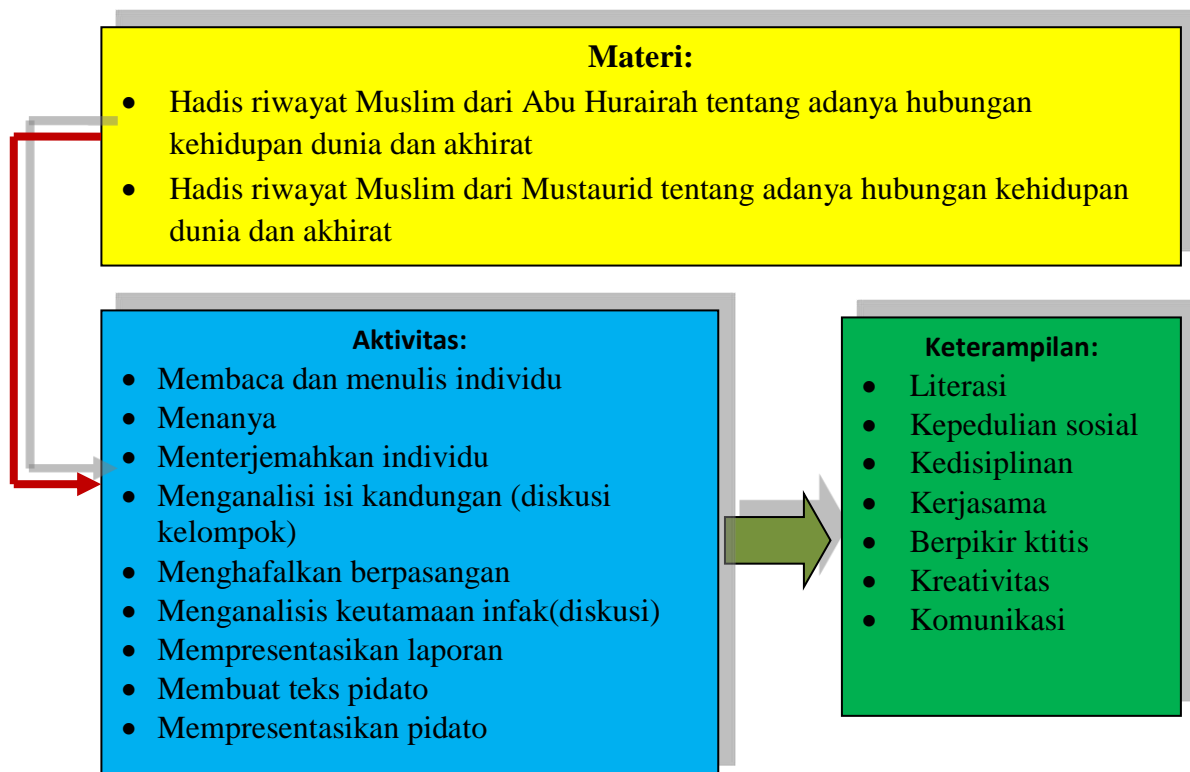 Materi:
• Hadis riwayat Muslim dari Abu Hurairah tentang adanya hubungan
kehidupan dunia dan akhirat
• Hadis riwayat Muslim dari Mustaurid tentang adanya hubungan kehidupan
dunia dan akhirat
Aktivitas:
• Membaca dan menulis individu
• Menanya
• Menterjemahkan individu
• Menganalisi isi kandungan (diskusi
kelompok)
• Menghafalkan berpasangan
• Menganalisis keutamaan infak(diskusi)
• Mempresentasikan laporan
• Membuat teks pidato
• Mempresentasikan pidato
Keterampilan:
• Literasi
• Kepedulian sosial
• Kedisiplinan
• Kerjasama
• Berpikir ktitis
• Kreativitas
• Komunikasi